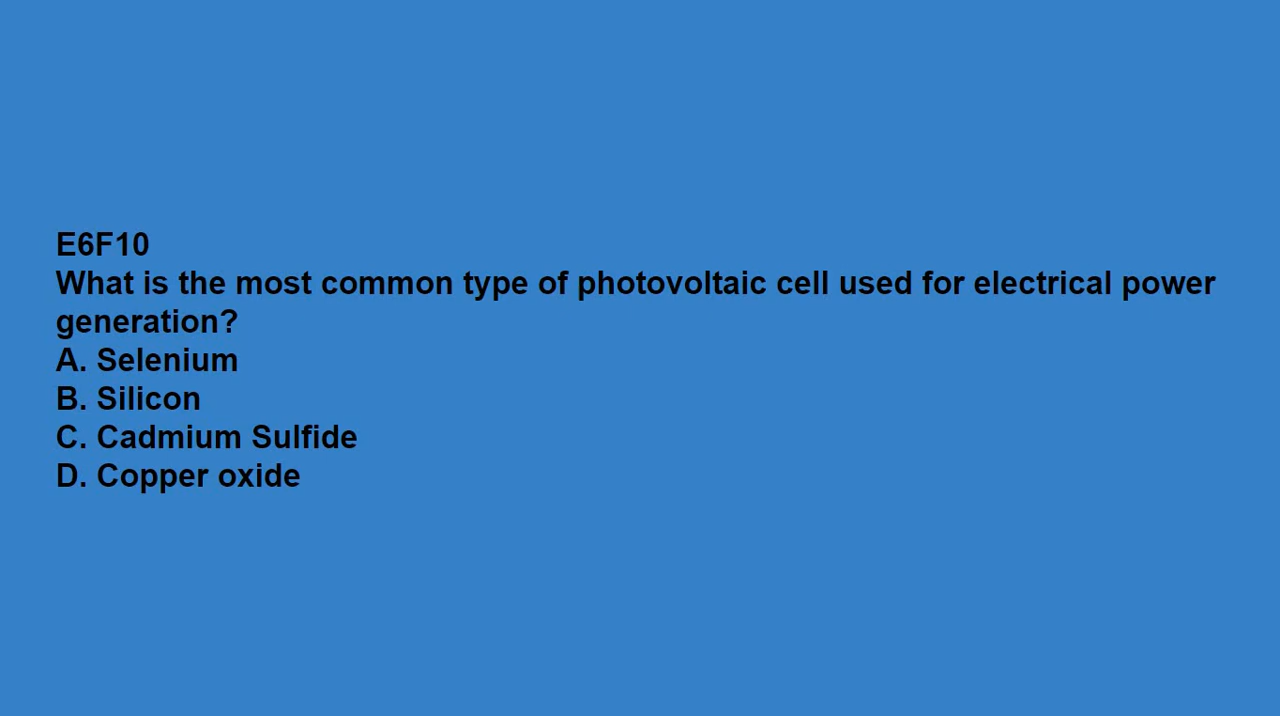 E6F10
What is the most common type of photovoltaic cell used for electrical power
generation?
A. Selenium
B. Silicon
C. Cadmium Sulfide
D. Copper oxide